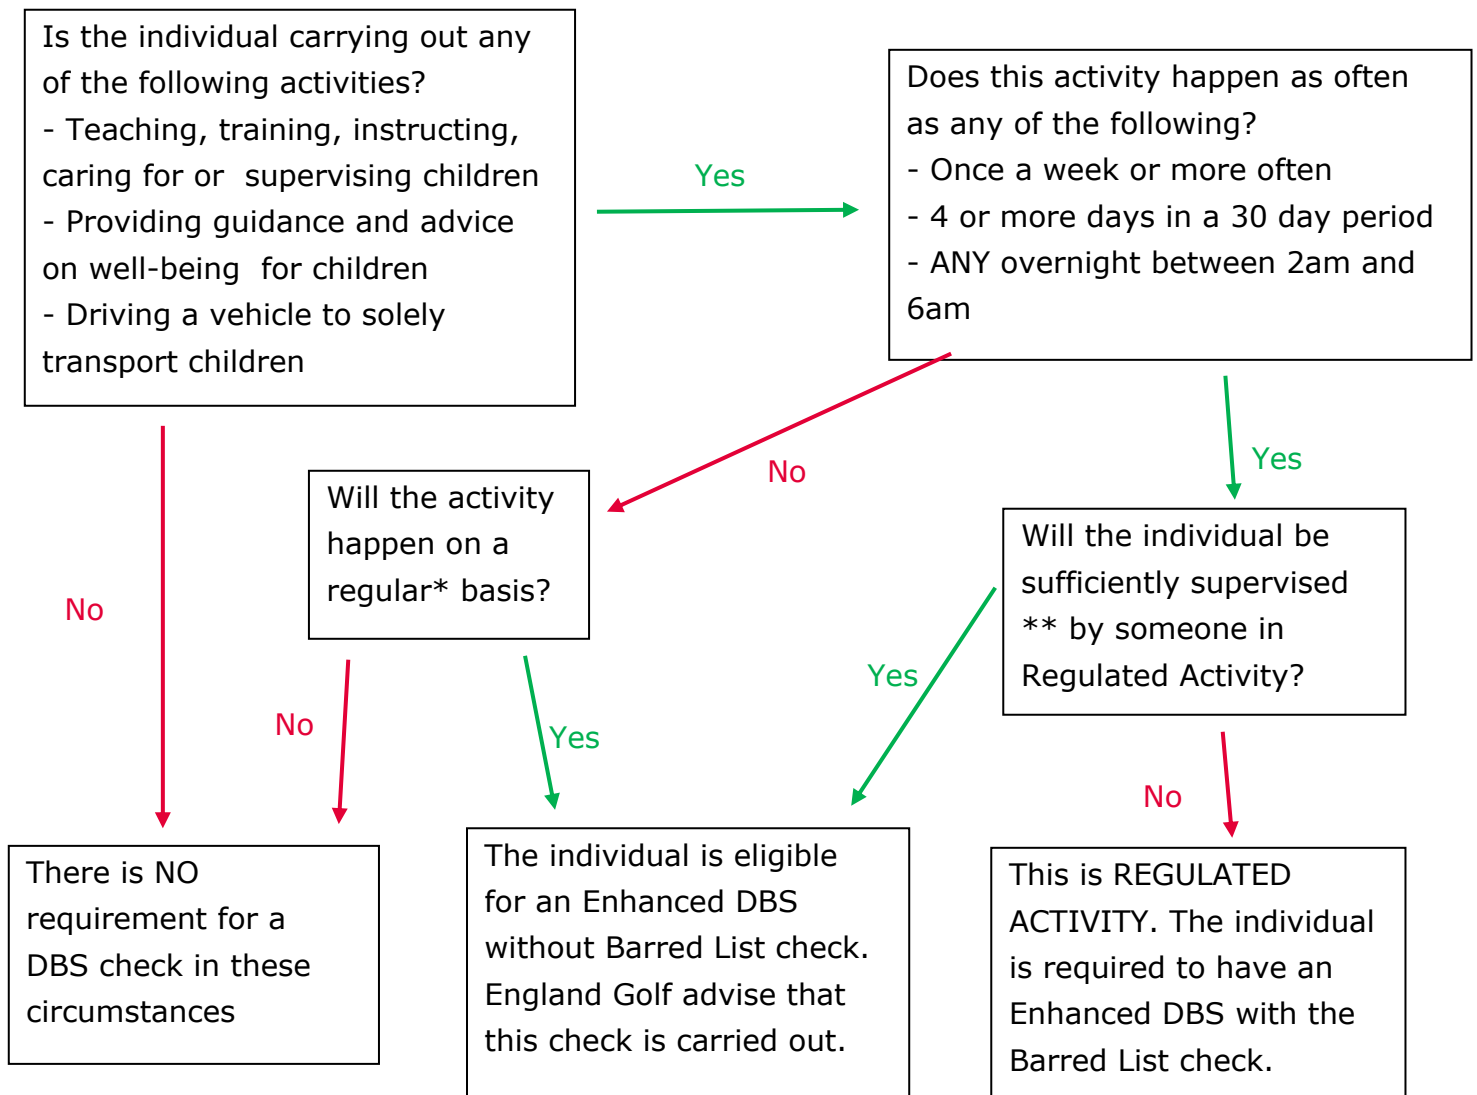 Is the individual carrying out any
of the following activities?
- Teaching, training, instructing,
caring for or  supervising children
- Providing guidance and advice
on well-being  for children
- Driving a vehicle to solely
transport children
Yes
Does this activity happen as often
as any of the following?
- Once a week or more often
- 4 or more days in a 30 day period
- ANY overnight between 2am and
6am
No
Yes
Will the activity
happen on a
regular* basis?
Will the individual be
sufficiently supervised
** by someone in
Regulated Activity?
No
No
Yes
Yes
No
There is NO
requirement for a
DBS check in these
circumstances
The individual is eligible
for an Enhanced DBS
without Barred List check.
England Golf advise that
this check is carried out.
This is REGULATED
ACTIVITY. The individual
is required to have an
Enhanced DBS with the
Barred List check.